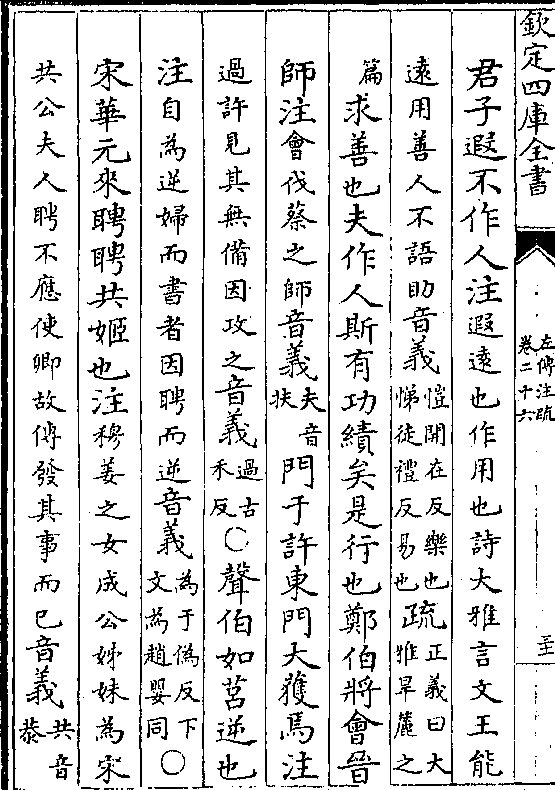 欽定四庫全書
左傳注疏
卷二十六
至
君子遐不作人注遐遠也作用也詩大雅言文王能
遠用善人不語助音義愷開在反樂也悌徒禮反易也疏正義曰大雅旱麓之
篇求善也夫作人斯有功績矣是行也鄭伯將會晉
師注會伐蔡之師音義夫音扶門于許東門大獲焉注
過許見其無備因攻之音義過古禾反○聲伯如莒逆也
注自為逆婦而書者因聘而逆音義為于偽反下文為趙嬰同○
宋華元來聘聘共姬也注穆姜之女成公姊妹為宋
共公夫人聘不應使卿故傳發其事而已音義共音恭